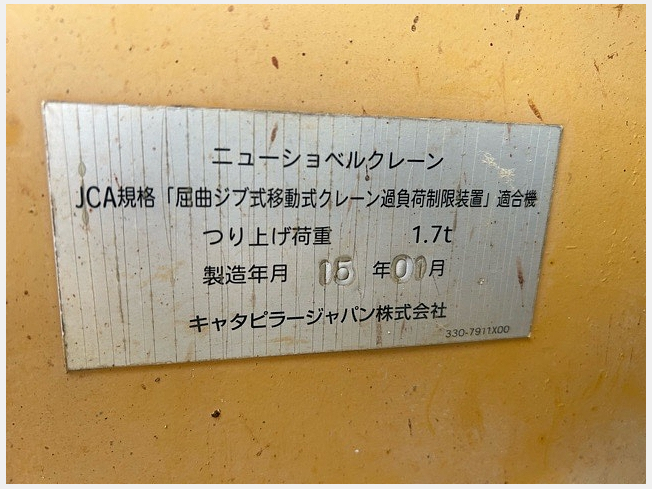 ニューショベルクレーン
JCA規格「屈曲ジブ式移動式クレーン過負荷制限装置」適合機
つり上げ荷重 1.7t
製造年月 15 年01月
キャタピラージャパン株式会社
330-7911X00